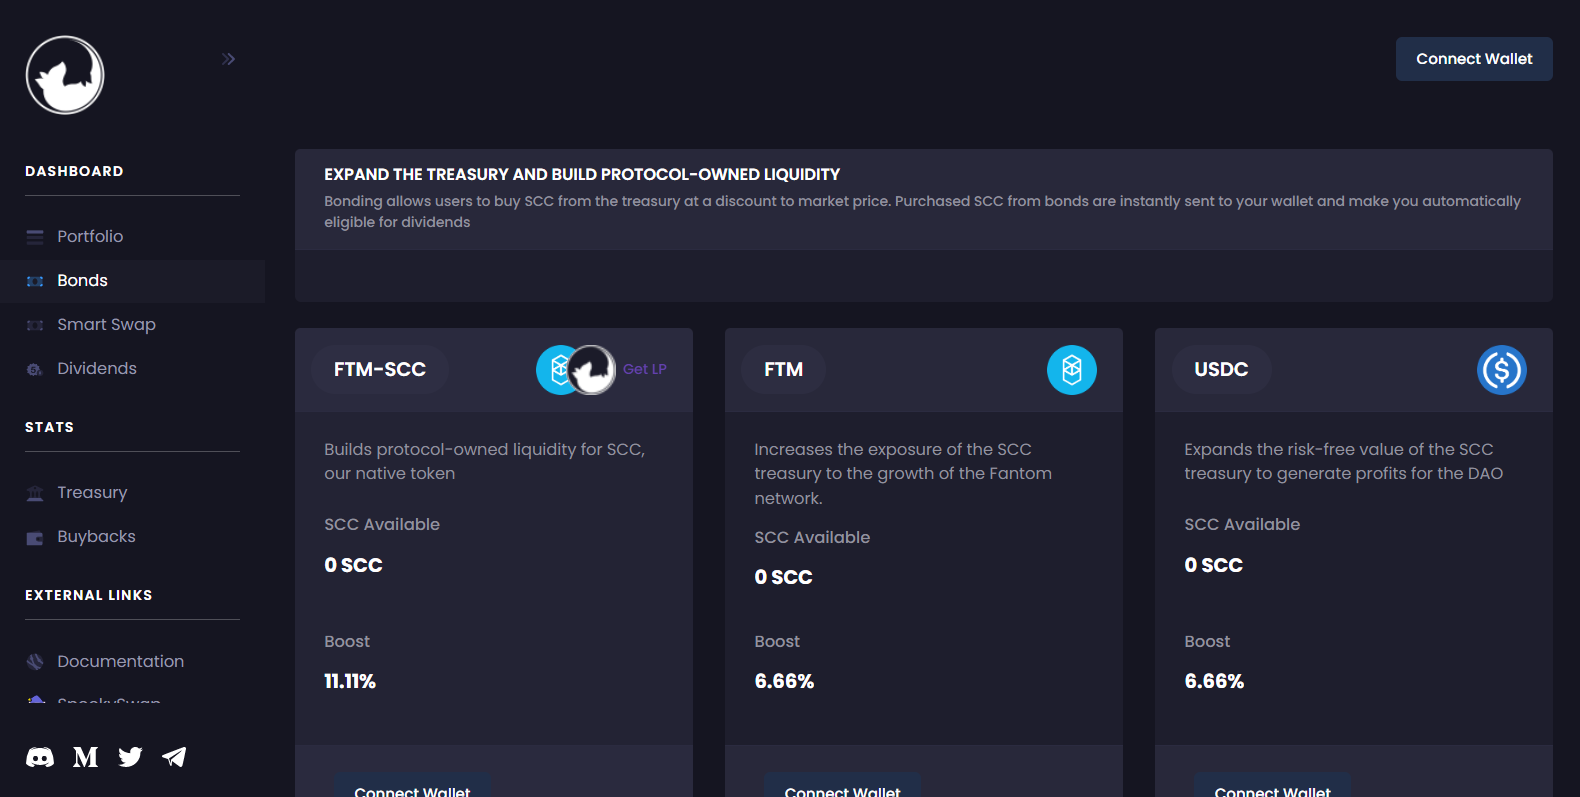 Connect Wallet
DASHBOARD
Portfolio
Bonds
Smart Swap
Dividends
STATS
Treasury
Buybacks
EXTERNAL LINKS
Documentation
SpookySwap
EXPAND THE TREASURY AND BUILD PROTOCOL-OWNED LIQUIDITY
Bonding allows users to buy SCC from the treasury at a discount to market price. Purchased SCC from bonds are instantly sent to your wallet and make you automatically
eligible for dividends
FTM-SCC
Get LP
Builds protocol-owned liquidity for SCC,
our native token
SCC Available
0 SCC
Boost
11.11%
Connect Wallet
FTM
Increases the exposure of the SCC
treasury to the growth of the Fantom
network.
SCC Available
0 SCC
Boost
6.66%
Connect Wallet
USDC
Expands the risk-free value of the SCC
treasury to generate profits for the DAO
SCC Available
0 SCC
Boost
6.66%
Connect Wallet